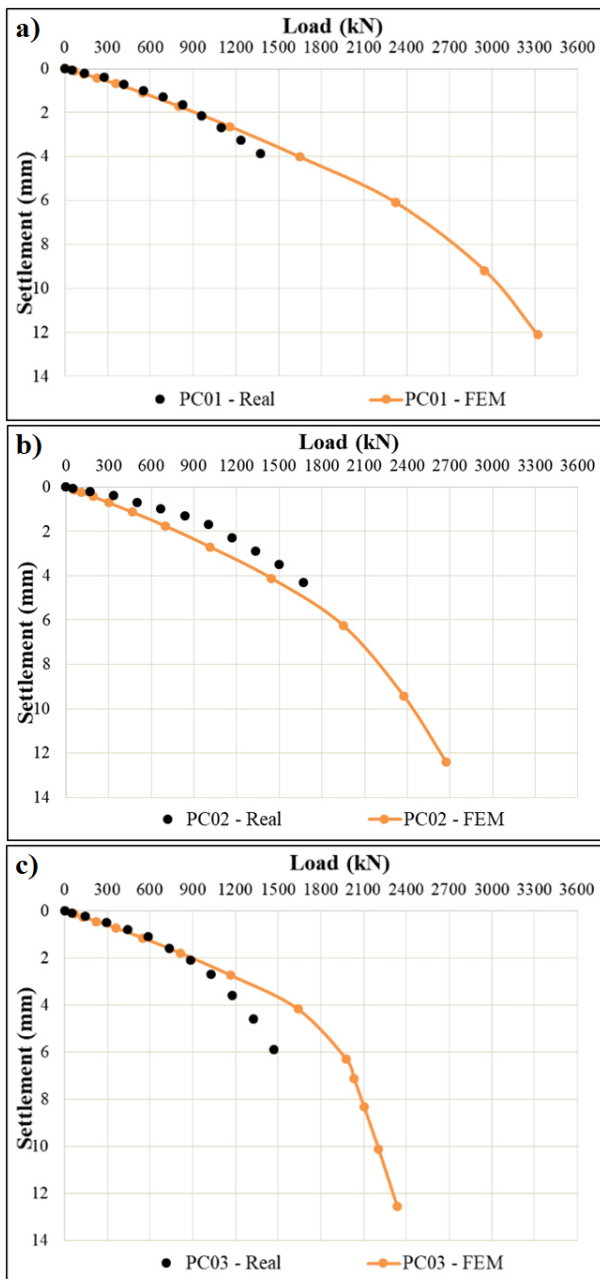 a)
Load (kN)
0 300 600 900 1200 1500 1800 2100 2400 2700 3000 3300 3600
0
2
4
6
8
10
12
14
Settlement (mm)
PC01 - Real PC01 - FEM
b)
Load (kN)
0 300 600 900 1200 1500 1800 2100 2400 2700 3000 3300 3600
0
2
4
6
8
10
12
14
Settlement (mm)
PC02 - Real PC02 - FEM
c)
Load (kN)
0 300 600 900 1200 1500 1800 2100 2400 2700 3000 3300 3600
0
2
4
6
8
10
12
14
Settlement (mm)
PC03 - Real PC03 - FEM